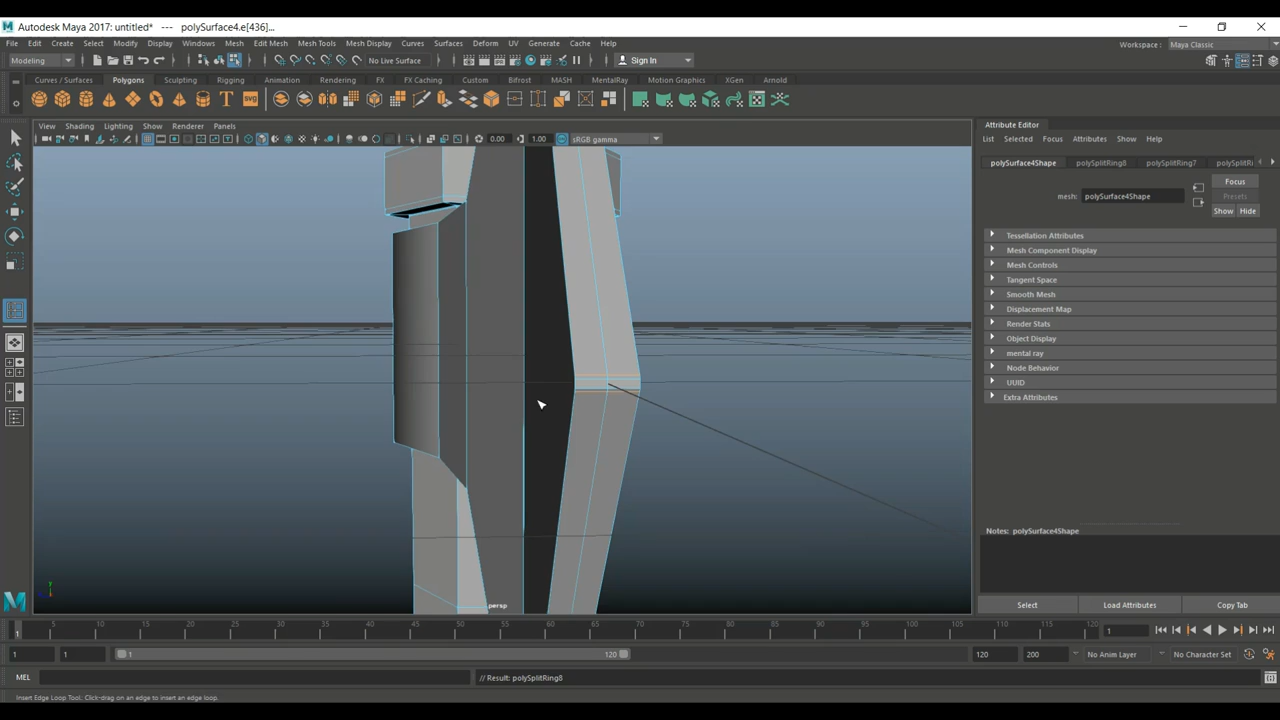 Autodesk Maya 2017: untitled* --- polySurface4.e[436]...
File Edit Create Select Modify Display Windows Mesh Edit Mesh Mesh Tools Mesh Display Curves Surfaces Deform UV Generate Cache Help
Workspace : Maya Classic
Modeling No Live Surface Sign In
Curves / Surfaces Polygons Sculpting Rigging Animation Rendering FX FX Caching Custom Bifrost MASH MentalRay Motion Graphics XGen Arnold
SVG
View Shading Lighting Show Renderer Panels
0.00 1.00 sRGB gamma
Attribute Editor
List Selected Focus Attributes Show Help
polySurface4Shape polySplitRing8 polySplitRing7 polySplitRi
Focus
mesh: polySurface4Shape Presets
Show Hide
Tessellation Attributes
Mesh Component Display
Mesh Controls
Tangent Space
Smooth Mesh
Displacement Map
Render Stats
Object Display
mental ray
Node Behavior
UUID
Extra Attributes
Notes: polySurface4Shape
Select Load Attributes Copy Tab
persp
5 10 15 20 25 30 35 40 45 50 55 60 65 70 75 80 85 90 95 100 105 110 115 120
1 1
1 1 1 120 120 200 No Anim Layer No Character Set
MEL // Result: polySplitRing8
Insert Edge Loop Tool: Click-drag on an edge to insert an edge loop.